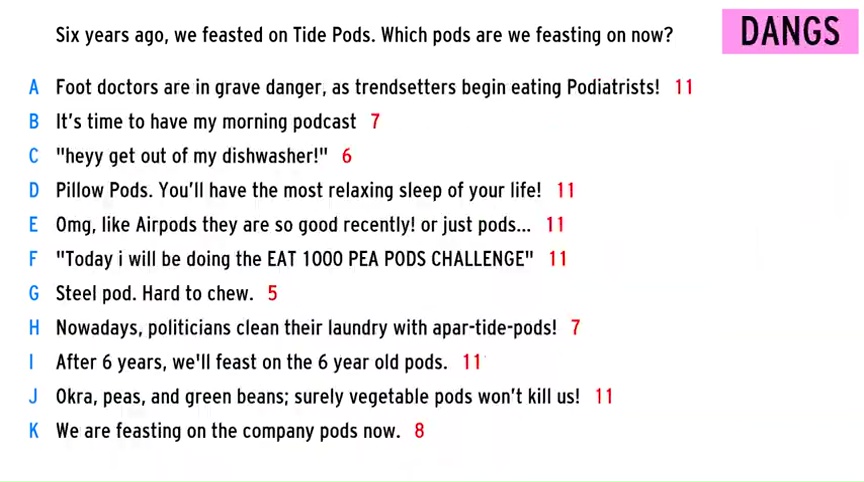 Six years ago, we feasted on Tide Pods. Which pods are we feasting on now?
DANGS
A Foot doctors are in grave danger, as trendsetters begin eating Podiatrists! 11
B It's time to have my morning podcast 7
C "heyy get out of my dishwasher!" 6
D Pillow Pods. You'll have the most relaxing sleep of your life! 11
E Omg, like Airpods they are so good recently! or just pods... 11
F "Today i will be doing the EAT 1000 PEA PODS CHALLENGE" 11
G Steel pod. Hard to chew. 5
H Nowadays, politicians clean their laundry with apar-tide-pods! 7
I After 6 years, we'll feast on the 6 year old pods. 11
J Okra, peas, and green beans; surely vegetable pods won't kill us! 11
K We are feasting on the company pods now. 8